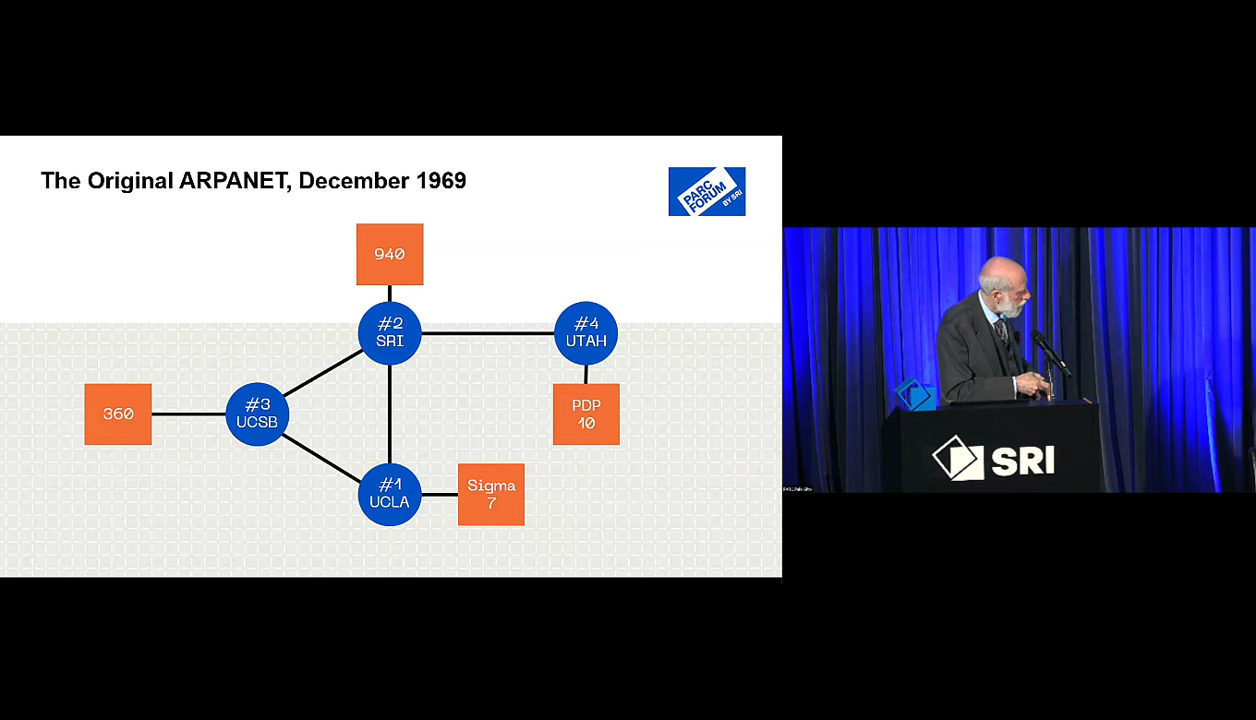 The Original ARPANET, December 1969
PARC
FORUM
BY SRI
940
#2
SRI
#4
UTAH
360
#3
UCSB
PDP
10
#1
UCLA
Sigma
7
SRI